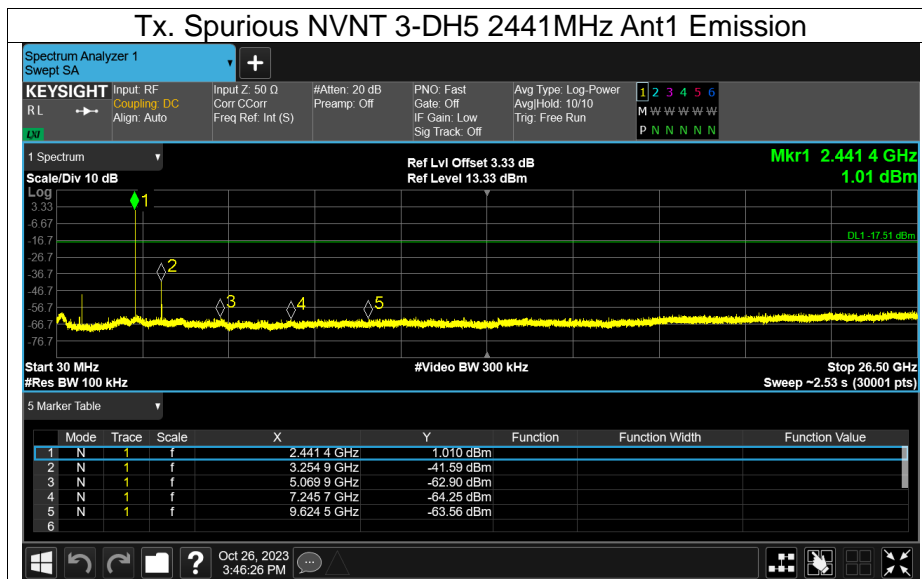 Tx. Spurious NVNT 3-DH5 2441MHz Ant1 Emission
Spectrum Analyzer 1
Swept SA
+
KEYSIGHT Input: RF Input Z: 50 Ω #Atten: 20 dB PNO: Fast Avg Type: Log-Power 1 2 3 4 5 6
R L Coupling: DC Corr CCorr Preamp: Off Gate: Off Avg|Hold: 10/10 M W W W W W
Align: Auto Freq Ref: Int (S) IF Gain: Low Trig: Free Run
LXI Sig Track: Off P N N N N N
1 Spectrum Ref Lvl Offset 3.33 dB Mkr1 2.441 4 GHz
Scale/Div 10 dB Ref Level 13.33 dBm 1.01 dBm
Log
1
3.33
-6.67
-16.7 DL1 -17.51 dBm
-26.7
2
-36.7
-46.7
3 4 5
-56.7
-66.7
-76.7
Start 30 MHz #Video BW 300 kHz Stop 26.50 GHz
#Res BW 100 kHz Sweep ~2.53 s (30001 pts)
5 Marker Table
Mode Trace Scale X Y Function Function Width Function Value
1 N 1 f 2.441 4 GHz 1.010 dBm
2 N 1 f 3.254 9 GHz -41.59 dBm
3 N 1 f 5.069 9 GHz -62.90 dBm
4 N 1 f 7.245 7 GHz -64.25 dBm
5 N 1 f 9.624 5 GHz -63.56 dBm
6
? Oct 26, 2023
3:46:26 PM